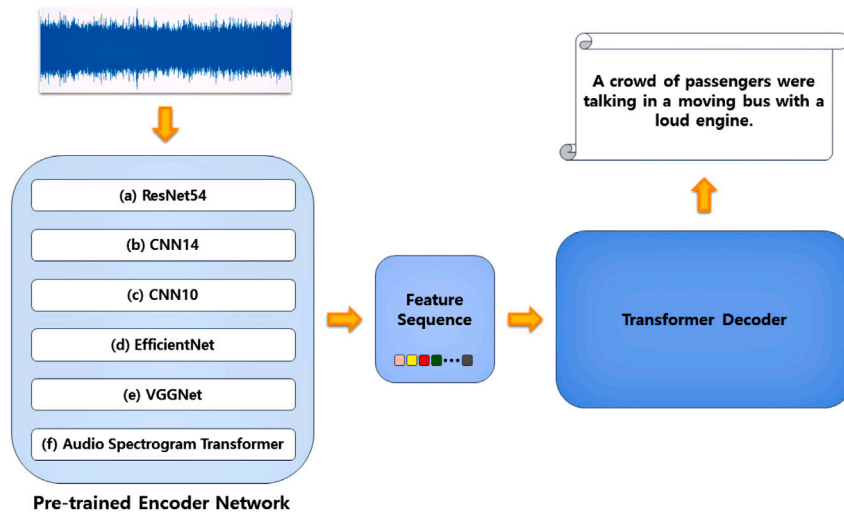 A crowd of passengers were
talking in a moving bus with a
loud engine.
(a) ResNet54
(b) CNN14
(c) CNN10
(d) EfficientNet
(e) VGGNet
(f) Audio Spectrogram Transformer
Pre-trained Encoder Network
Feature
Sequence
Transformer Decoder